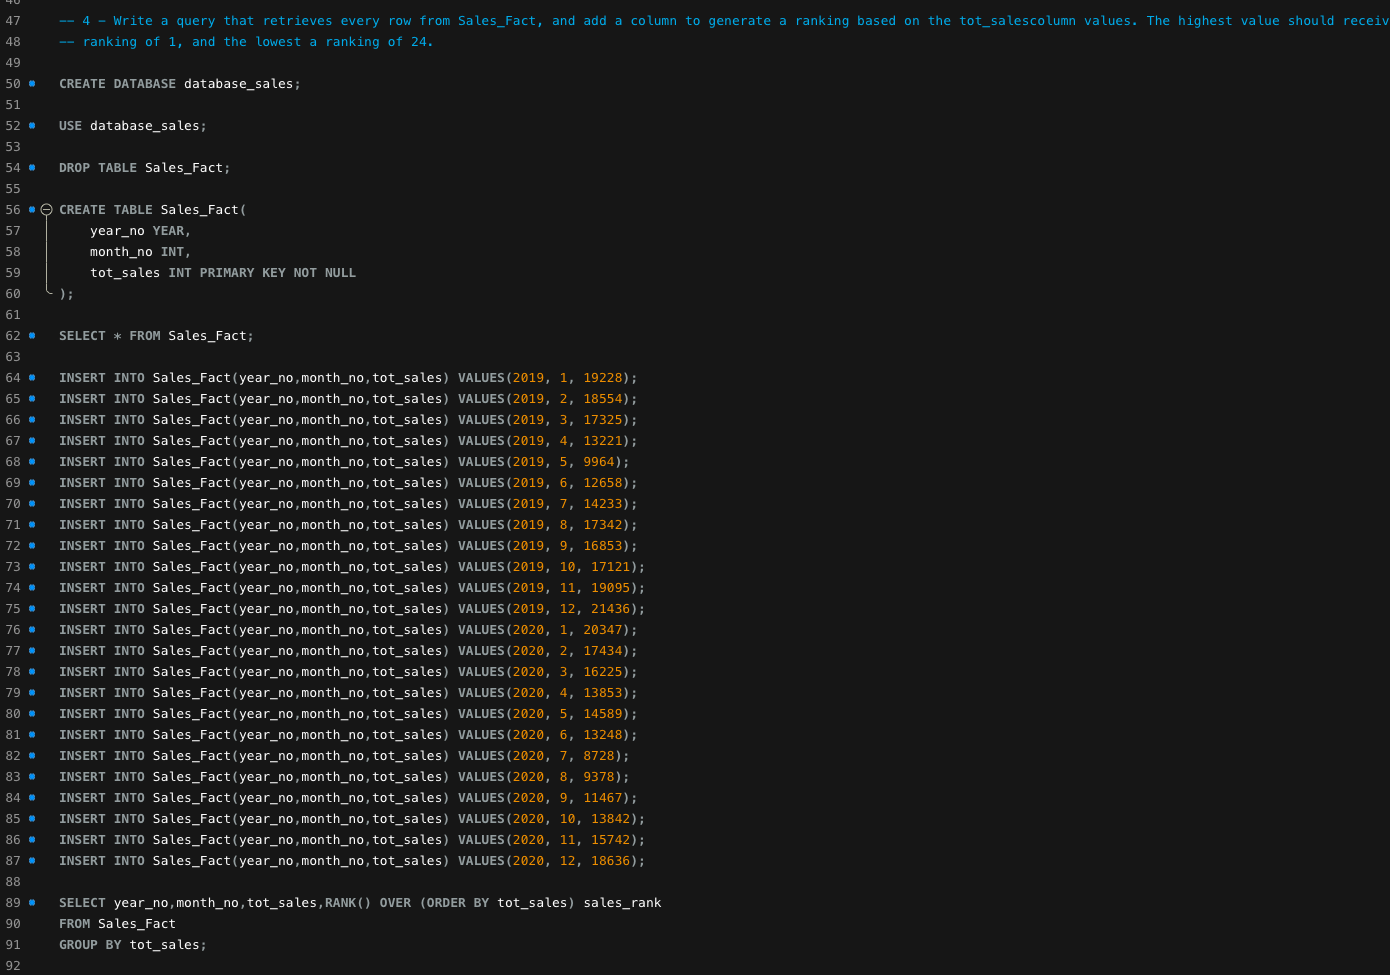 46
47 -- 4 - Write a query that retrieves every row from Sales_Fact, and add a column to generate a ranking based on the tot_salescolumn values. The highest value should receiv
48 -- ranking of 1, and the lowest a ranking of 24.
49
50 CREATE DATABASE database_sales;
51
52 USE database_sales;
53
54 DROP TABLE Sales_Fact;
55
56 CREATE TABLE Sales_Fact(
57 year_no YEAR,
58 month_no INT,
59 tot_sales INT PRIMARY KEY NOT NULL
60 );
61
62 SELECT * FROM Sales_Fact;
63
64 INSERT INTO Sales_Fact(year_no,month_no,tot_sales) VALUES(2019, 1, 19228);
65 INSERT INTO Sales_Fact(year_no,month_no,tot_sales) VALUES(2019, 2, 18554);
66 INSERT INTO Sales_Fact(year_no,month_no,tot_sales) VALUES(2019, 3, 17325);
67 INSERT INTO Sales_Fact(year_no,month_no,tot_sales) VALUES(2019, 4, 13221);
68 INSERT INTO Sales_Fact(year_no,month_no,tot_sales) VALUES(2019, 5, 9964);
69 INSERT INTO Sales_Fact(year_no,month_no,tot_sales) VALUES(2019, 6, 12658);
70 INSERT INTO Sales_Fact(year_no,month_no,tot_sales) VALUES(2019, 7, 14233);
71 INSERT INTO Sales_Fact(year_no,month_no,tot_sales) VALUES(2019, 8, 17342);
72 INSERT INTO Sales_Fact(year_no,month_no,tot_sales) VALUES(2019, 9, 16853);
73 INSERT INTO Sales_Fact(year_no,month_no,tot_sales) VALUES(2019, 10, 17121);
74 INSERT INTO Sales_Fact(year_no,month_no,tot_sales) VALUES(2019, 11, 19095);
75 INSERT INTO Sales_Fact(year_no,month_no,tot_sales) VALUES(2019, 12, 21436);
76 INSERT INTO Sales_Fact(year_no,month_no,tot_sales) VALUES(2020, 1, 20347);
77 INSERT INTO Sales_Fact(year_no,month_no,tot_sales) VALUES(2020, 2, 17434);
78 INSERT INTO Sales_Fact(year_no,month_no,tot_sales) VALUES(2020, 3, 16225);
79 INSERT INTO Sales_Fact(year_no,month_no,tot_sales) VALUES(2020, 4, 13853);
80 INSERT INTO Sales_Fact(year_no,month_no,tot_sales) VALUES(2020, 5, 14589);
81 INSERT INTO Sales_Fact(year_no,month_no,tot_sales) VALUES(2020, 6, 13248);
82 INSERT INTO Sales_Fact(year_no,month_no,tot_sales) VALUES(2020, 7, 8728);
83 INSERT INTO Sales_Fact(year_no,month_no,tot_sales) VALUES(2020, 8, 9378);
84 INSERT INTO Sales_Fact(year_no,month_no,tot_sales) VALUES(2020, 9, 11467);
85 INSERT INTO Sales_Fact(year_no,month_no,tot_sales) VALUES(2020, 10, 13842);
86 INSERT INTO Sales_Fact(year_no,month_no,tot_sales) VALUES(2020, 11, 15742);
87 INSERT INTO Sales_Fact(year_no,month_no,tot_sales) VALUES(2020, 12, 18636);
88
89 SELECT year_no,month_no,tot_sales,RANK() OVER (ORDER BY tot_sales) sales_rank
90 FROM Sales_Fact
91 GROUP BY tot_sales;
92